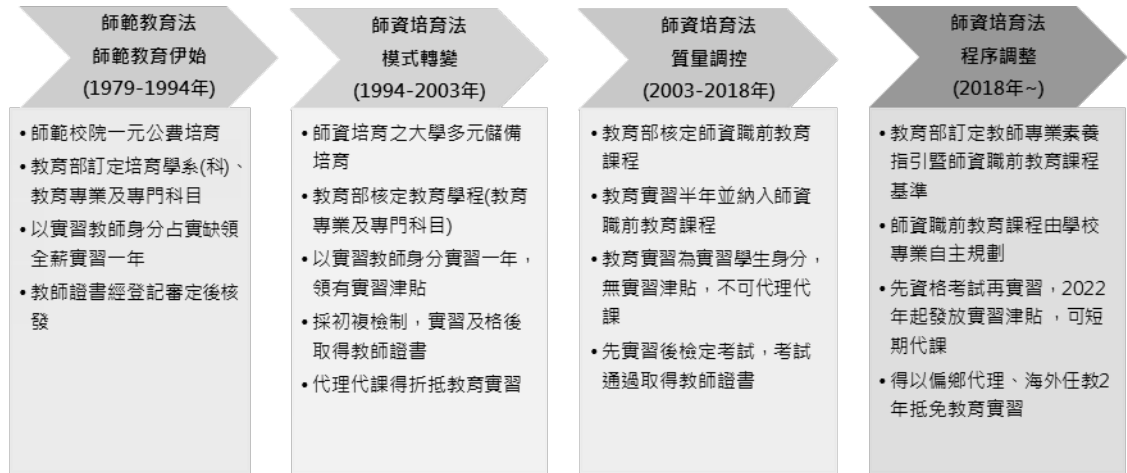 師範教育法
師範教育伊始
(1979-1994年)
•師範校院一元公費培育
•教育部訂定培育學系(科)、
教育專業及專門科目
•以實習教師身分占實缺領
全薪實習一年
•教師證書經登記審定後核
發
師資培育法
模式轉變
(1994-2003年)
•師資培育之大學多元儲備
培育
•教育部核定教育學程(教育
專業及專門科目)
•以實習教師身分實習一年，
領有實習津貼
•採初複檢制，實習及格後
取得教師證書
•代理代課得折抵教育實習
師資培育法
質量調控
(2003-2018年)
•教育部核定師資職前教育
課程
•教育實習半年並納入師資
職前教育課程
•教育實習為實習學生身分，
無實習津貼，不可代理代
課
•先實習後檢定考試，考試
通過取得教師證書
師資培育法
程序調整
(2018年~)
•教育部訂定教師專業素養
指引暨師資職前教育課程
基準
•師資職前教育課程由學校
專業自主規劃
•先資格考試再實習，2022
年起發放實習津貼 ，可短
期代課
•得以偏鄉代理、海外任教2
年抵免教育實習